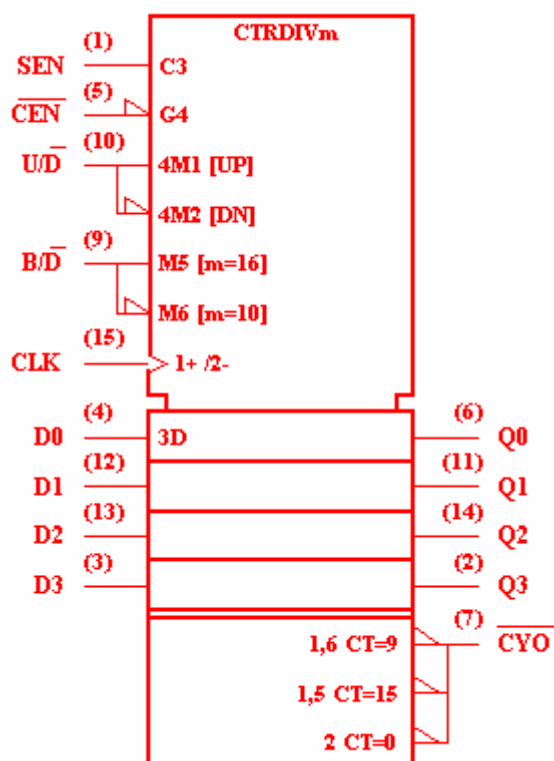 CTRDIVm
(1)
SEN C3
(5)
CEN G4
(10)
U/D 4M1 [UP]
4M2 [DN]
(9)
B/D M5 [m=16]
M6 [m=10]
(15)
CLK 1+ /2-
(4) (6)
D0 3D Q0
(12) (11)
D1 Q1
(13) (14)
D2 Q2
(3) (2)
D3 Q3
(7)
1,6 CT=9 CYO
1,5 CT=15
2 CT=0